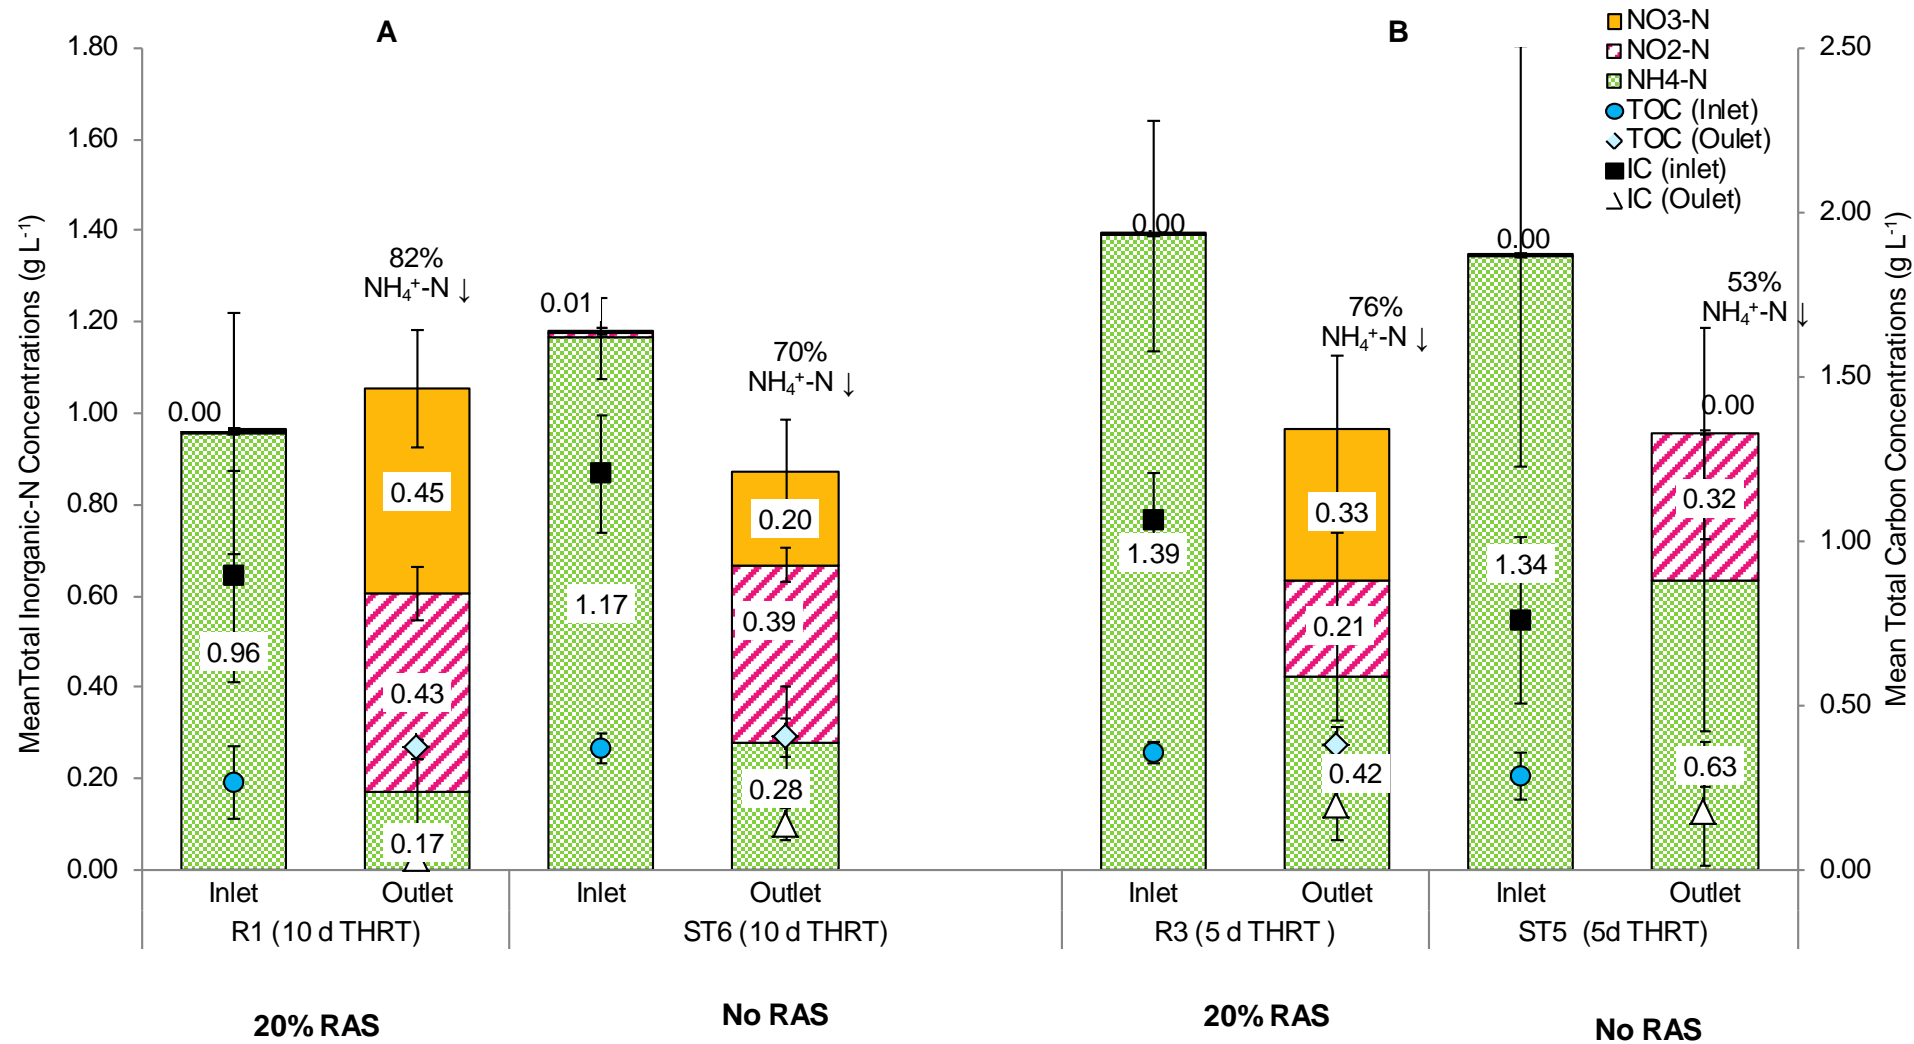 A
B
NO3-N
NO2-N
NH4-N
TOC (Inlet)
TOC (Oulet)
IC (inlet)
IC (Oulet)
MeanTotal Inorganic-N Concentrations (g L-1)
1.80
1.60
1.40
1.20
1.00
0.80
0.60
0.40
0.20
0.00
Mean Total Carbon Concentrations (g L-1)
2.50
2.00
1.50
1.00
0.50
0.00
0.00
0.96
82%
NH4+-N ↓
0.45
0.43
0.17
0.01
1.17
70%
NH4+-N ↓
0.20
0.39
0.28
0.00
1.39
76%
NH4+-N ↓
0.33
0.21
0.42
0.00
1.34
53%
NH4+-N ↓
0.00
0.32
0.63
Inlet Outlet Inlet Outlet Inlet Outlet Inlet Outlet
R1 (10 d THRT) ST6 (10 d THRT) R3 (5 d THRT ) ST5 (5d THRT)
20% RAS No RAS 20% RAS No RAS